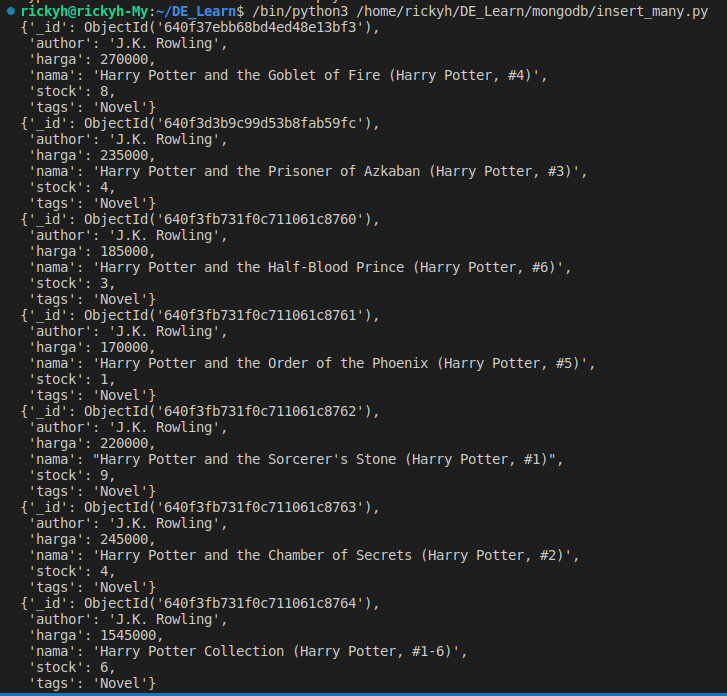 rickyh@rickyh-My:~/DE_Learn$ /bin/python3 /home/rickyh/DE_Learn/mongodb/insert_many.py
{'_id': ObjectId('640f37ebb68bd4ed48e13bf3'),
 'author': 'J.K. Rowling',
 'harga': 270000,
 'nama': 'Harry Potter and the Goblet of Fire (Harry Potter, #4)',
 'stock': 8,
 'tags': 'Novel'}
{'_id': ObjectId('640f3d3b9c99d53b8fab59fc'),
 'author': 'J.K. Rowling',
 'harga': 235000,
 'nama': 'Harry Potter and the Prisoner of Azkaban (Harry Potter, #3)',
 'stock': 4,
 'tags': 'Novel'}
{'_id': ObjectId('640f3fb731f0c711061c8760'),
 'author': 'J.K. Rowling',
 'harga': 185000,
 'nama': 'Harry Potter and the Half-Blood Prince (Harry Potter, #6)',
 'stock': 3,
 'tags': 'Novel'}
{'_id': ObjectId('640f3fb731f0c711061c8761'),
 'author': 'J.K. Rowling',
 'harga': 170000,
 'nama': 'Harry Potter and the Order of the Phoenix (Harry Potter, #5)',
 'stock': 1,
 'tags': 'Novel'}
{'_id': ObjectId('640f3fb731f0c711061c8762'),
 'author': 'J.K. Rowling',
 'harga': 220000,
 'nama': "Harry Potter and the Sorcerer's Stone (Harry Potter, #1)",
 'stock': 9,
 'tags': 'Novel'}
{'_id': ObjectId('640f3fb731f0c711061c8763'),
 'author': 'J.K. Rowling',
 'harga': 245000,
 'nama': 'Harry Potter and the Chamber of Secrets (Harry Potter, #2)',
 'stock': 4,
 'tags': 'Novel'}
{'_id': ObjectId('640f3fb731f0c711061c8764'),
 'author': 'J.K. Rowling',
 'harga': 1545000,
 'nama': 'Harry Potter Collection (Harry Potter, #1-6)',
 'stock': 6,
 'tags': 'Novel'}